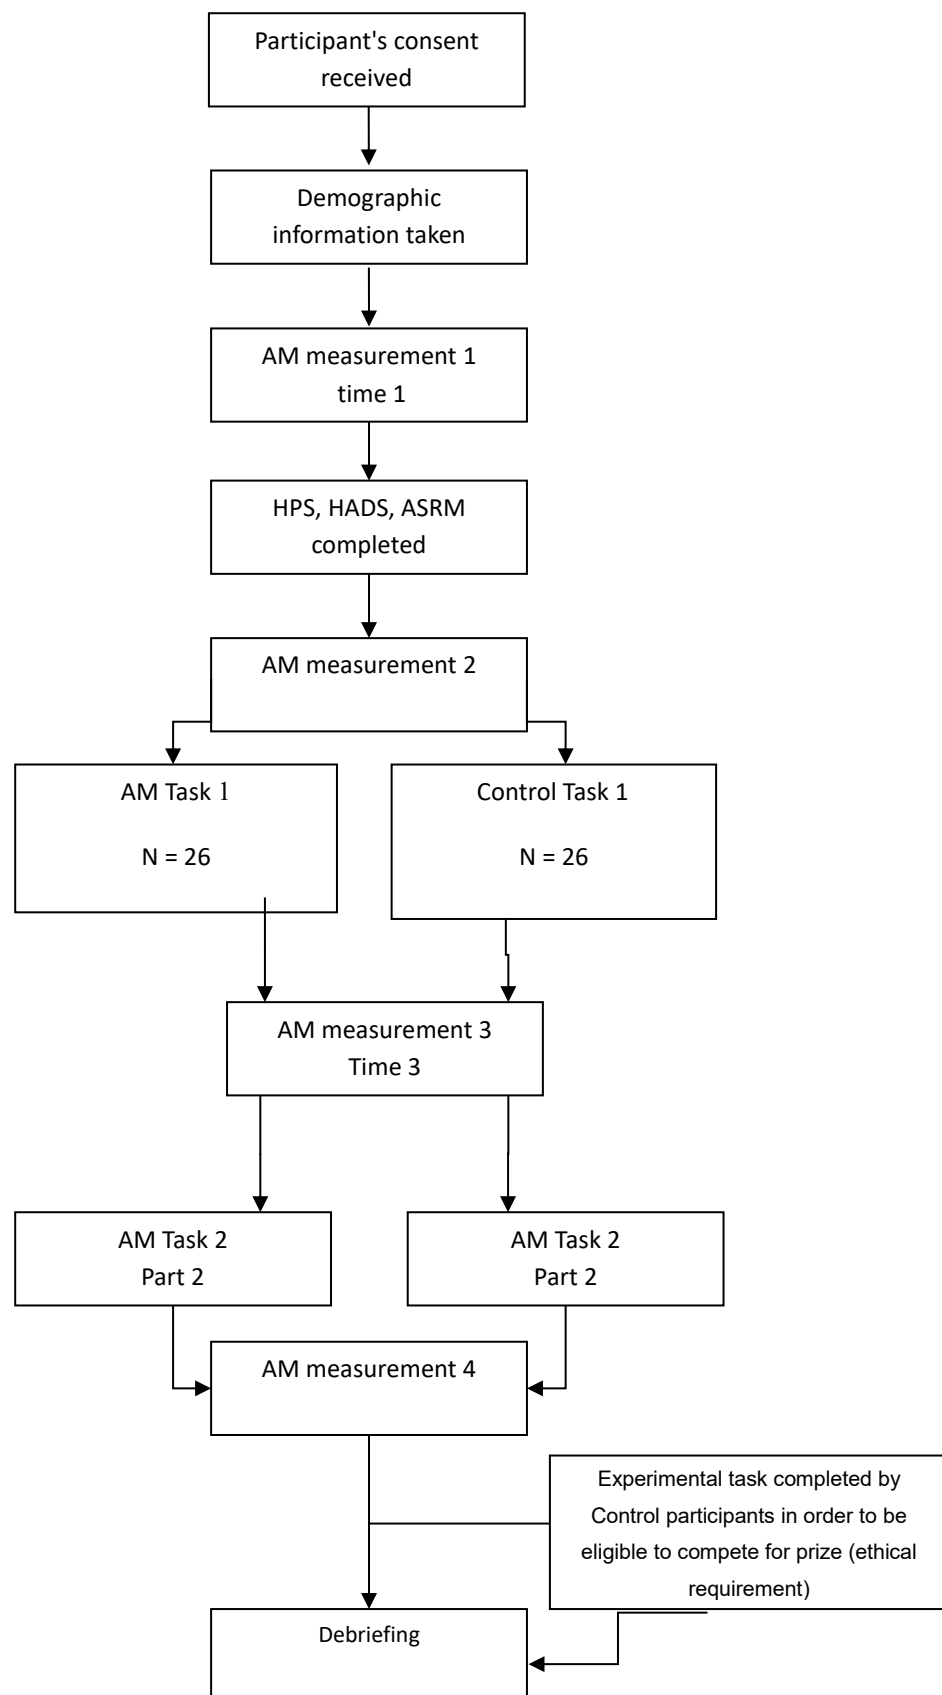 Participant's consent
received
Demographic
information taken
AM measurement 1
time 1
HPS, HADS, ASRM
completed
AM measurement 2
AM Task 1
N = 26
Control Task 1
N = 26
AM measurement 3
Time 3
AM Task 2
Part 2
AM Task 2
Part 2
AM measurement 4
Experimental task completed by
Control participants in order to be
eligible to compete for prize (ethical
requirement)
Debriefing